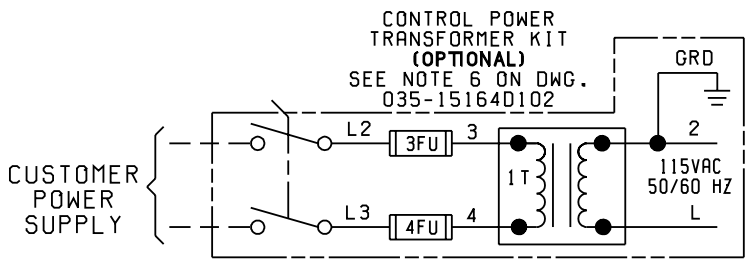 CONTROL POWER
TRANSFORMER KIT
(OPTIONAL)
SEE NOTE 6 ON DWG.
035-15164D102
GRD
L2
3FU
3
2
1T
115VAC
50/60 HZ
CUSTOMER
POWER
SUPPLY
L3
4FU
4
L